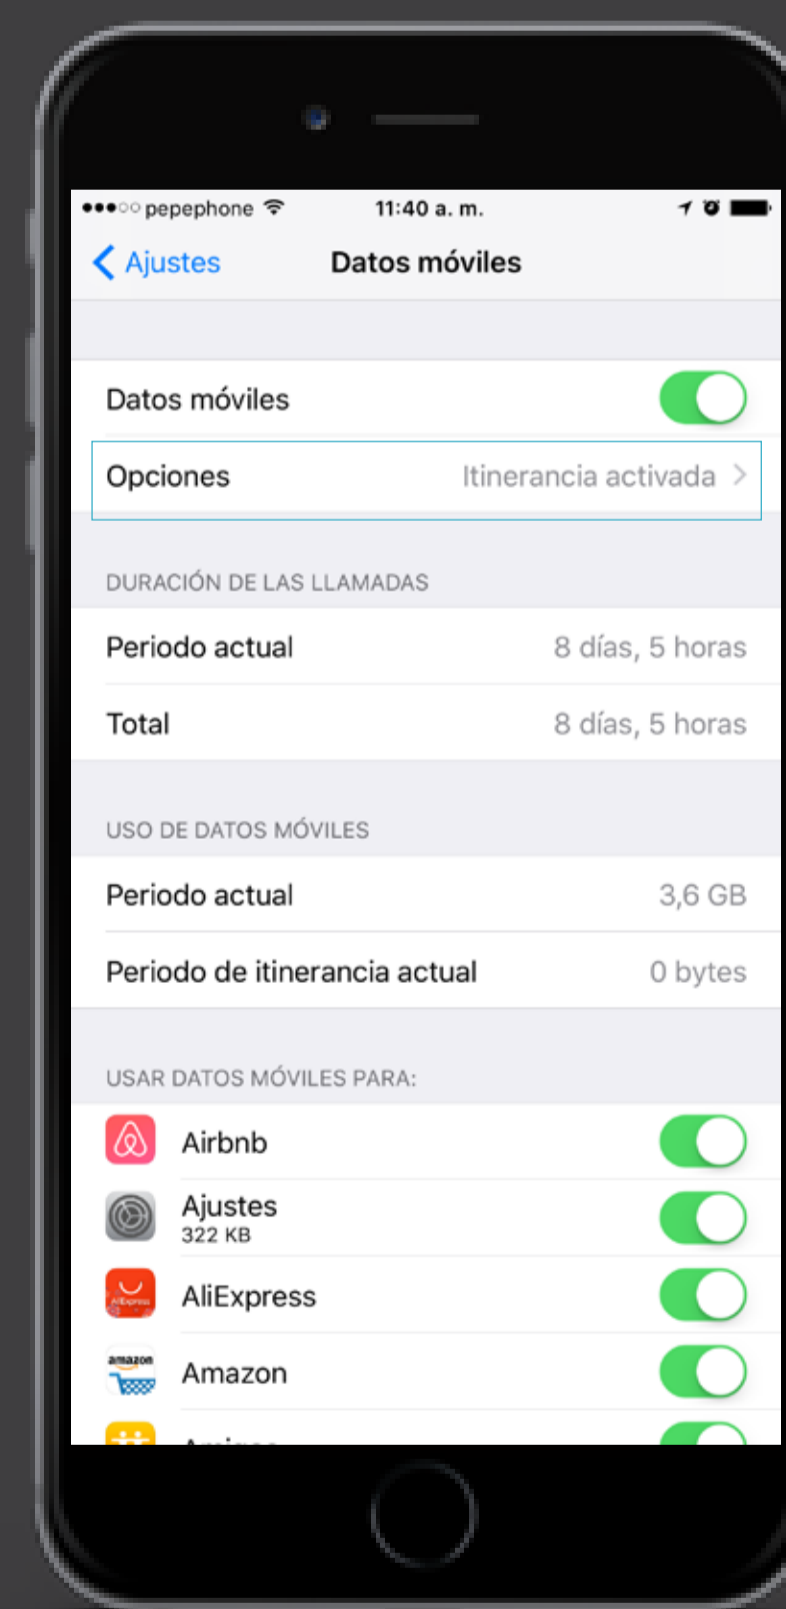 pepephone 11:40 a. m.
Ajustes Datos móviles
Datos móviles
Opciones Itinerancia activada
DURACIÓN DE LAS LLAMADAS
Periodo actual 8 días, 5 horas
Total 8 días, 5 horas
USO DE DATOS MÓVILES
Periodo actual 3,6 GB
Periodo de itinerancia actual 0 bytes
USAR DATOS MÓVILES PARA:
Airbnb
Ajustes
322 KB
AliExpress
AliExpress
amazon
Amazon